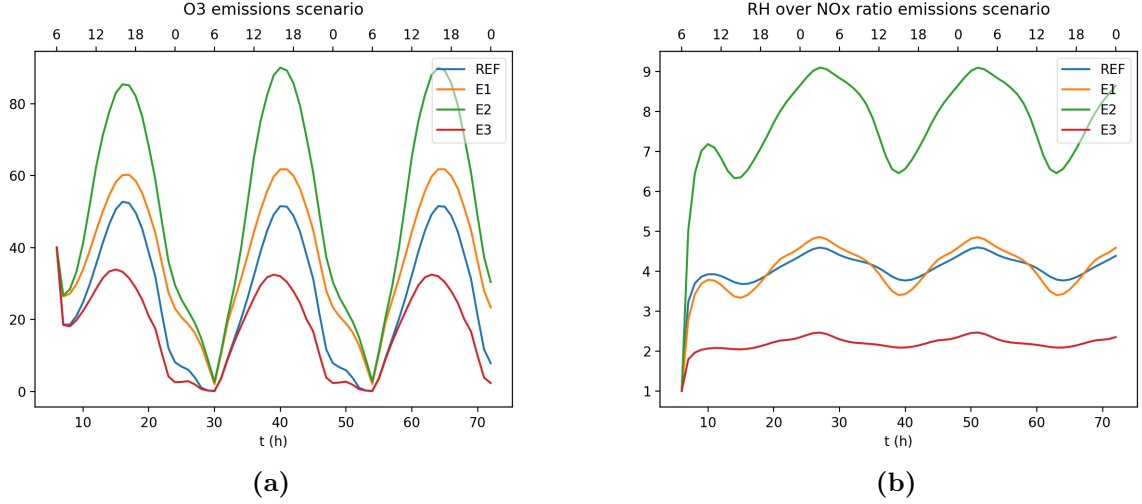 O3 emissions scenario
6 12 18 0 6 12 18 0 6 12 18 0
80
60
40
20
0
REF
E1
E2
E3
10 20 30 40 50 60 70
t (h)
(a)
RH over NOx ratio emissions scenario
6 12 18 0 6 12 18 0 6 12 18 0
9
8
7
6
5
4
3
2
1
REF
E1
E2
E3
10 20 30 40 50 60 70
t (h)
(b)